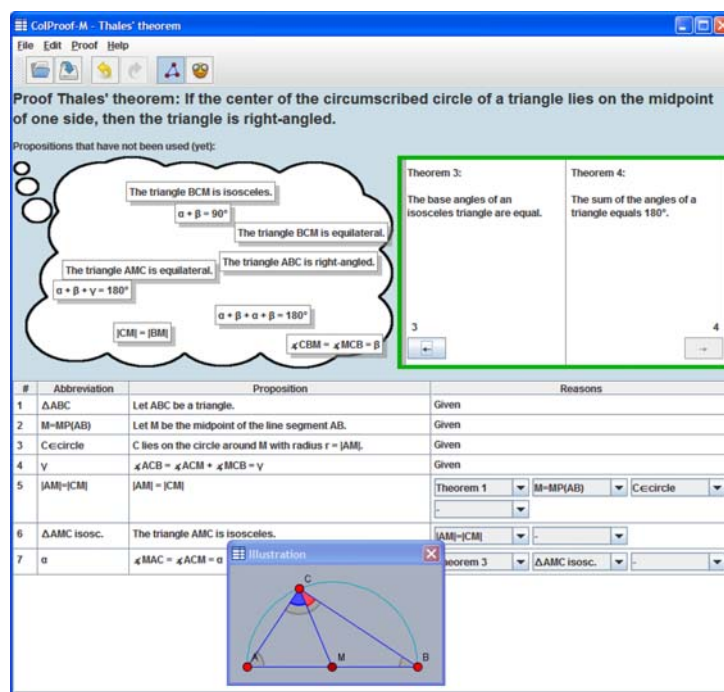 ColProof-M - Thales' theorem
File Edit Proof Help
Proof Thales' theorem: If the center of the circumscribed circle of a triangle lies on the midpoint
of one side, then the triangle is right-angled.
Propositions that have not been used (yet):
The triangle BCM is isosceles.
α + β = 90°
The triangle BCM is equilateral.
The triangle ABC is right-angled.
The triangle AMC is equilateral.
α + β + γ = 180°
α + β + α + β = 180°
|CM| = |BM|
∡CBM = ∡MCB = β
Theorem 3:
The base angles of an
isosceles triangle are equal.
3
Theorem 4:
The sum of the angles of a
triangle equals 180°.
4
# Abbreviation Proposition Reasons
1 ΔABC Let ABC be a triangle. Given
2 M=MP(AB) Let M be the midpoint of the line segment AB. Given
3 C∈circle C lies on the circle around M with radius r = |AM|. Given
4 γ ∡ACB = ∡ACM + ∡MCB = γ Given
5 |AM|=|CM| |AM| = |CM| Theorem 1 M=MP(AB) C∈circle
-
6 ΔAMC isosc. The triangle AMC is isosceles. |AM|=|CM| -
7 α ∡MAC = ∡ACM = α eorem 3 ΔAMC isosc. -
Illustration
C
A M B